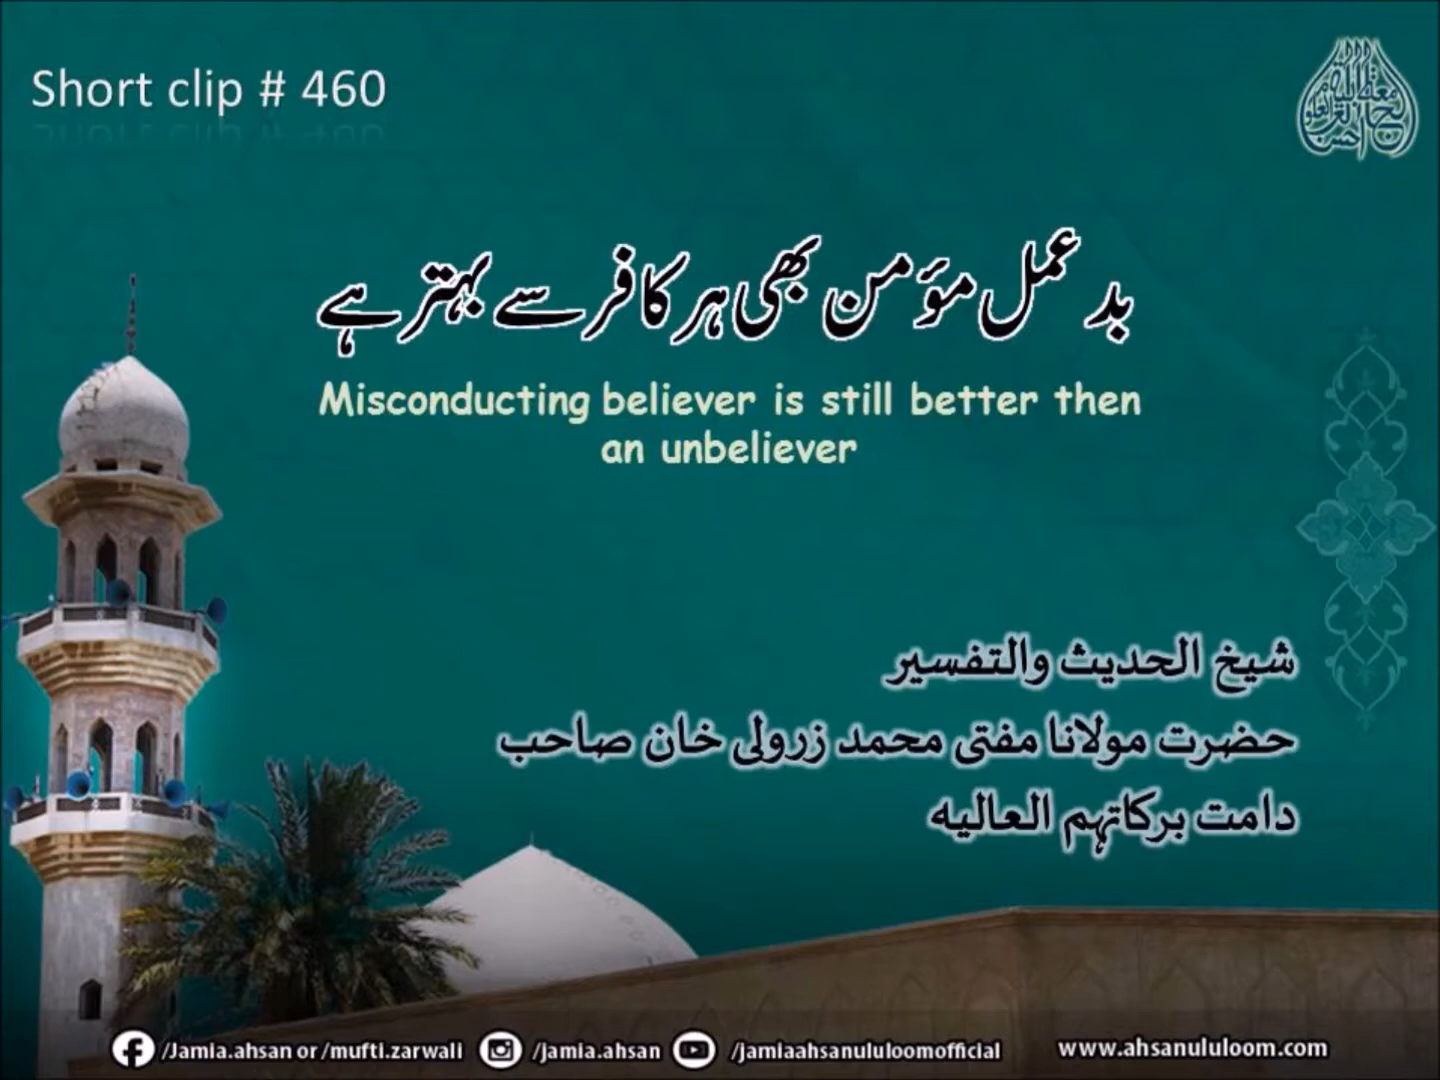 Short clip # 460
بد عمل مؤمن بھی ہر کافر سے بہتر ہے
Misconducting believer is still better then
an unbeliever
شیخ الحدیث والتفسیر
حضرت مولانا مفتی محمد زرولی خان صاحب
دامت برکاتہم العالیہ
/Jamia.ahsan or /mufti.zarwali /jamia.ahsan /jamiaahsanululoomofficial www.ahsanululoom.com